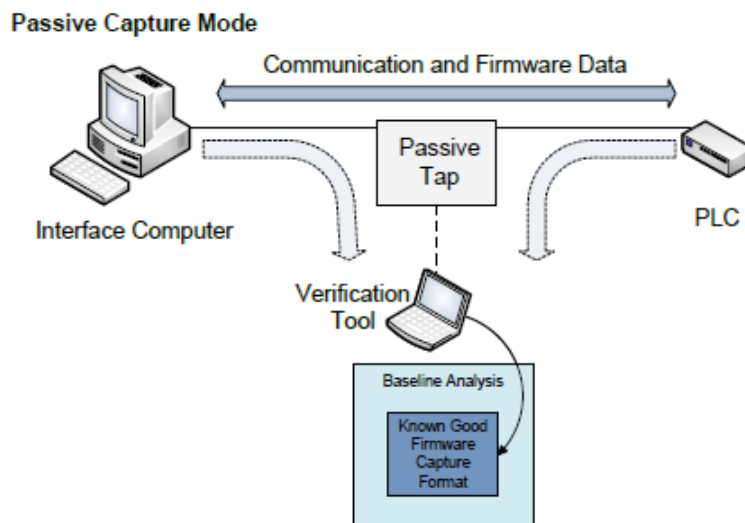 Passive Capture Mode
Communication and Firmware Data
Passive
Tap
Interface Computer
PLC
Verification
Tool
Baseline Analysis
Known Good
Firmware
Capture
Format